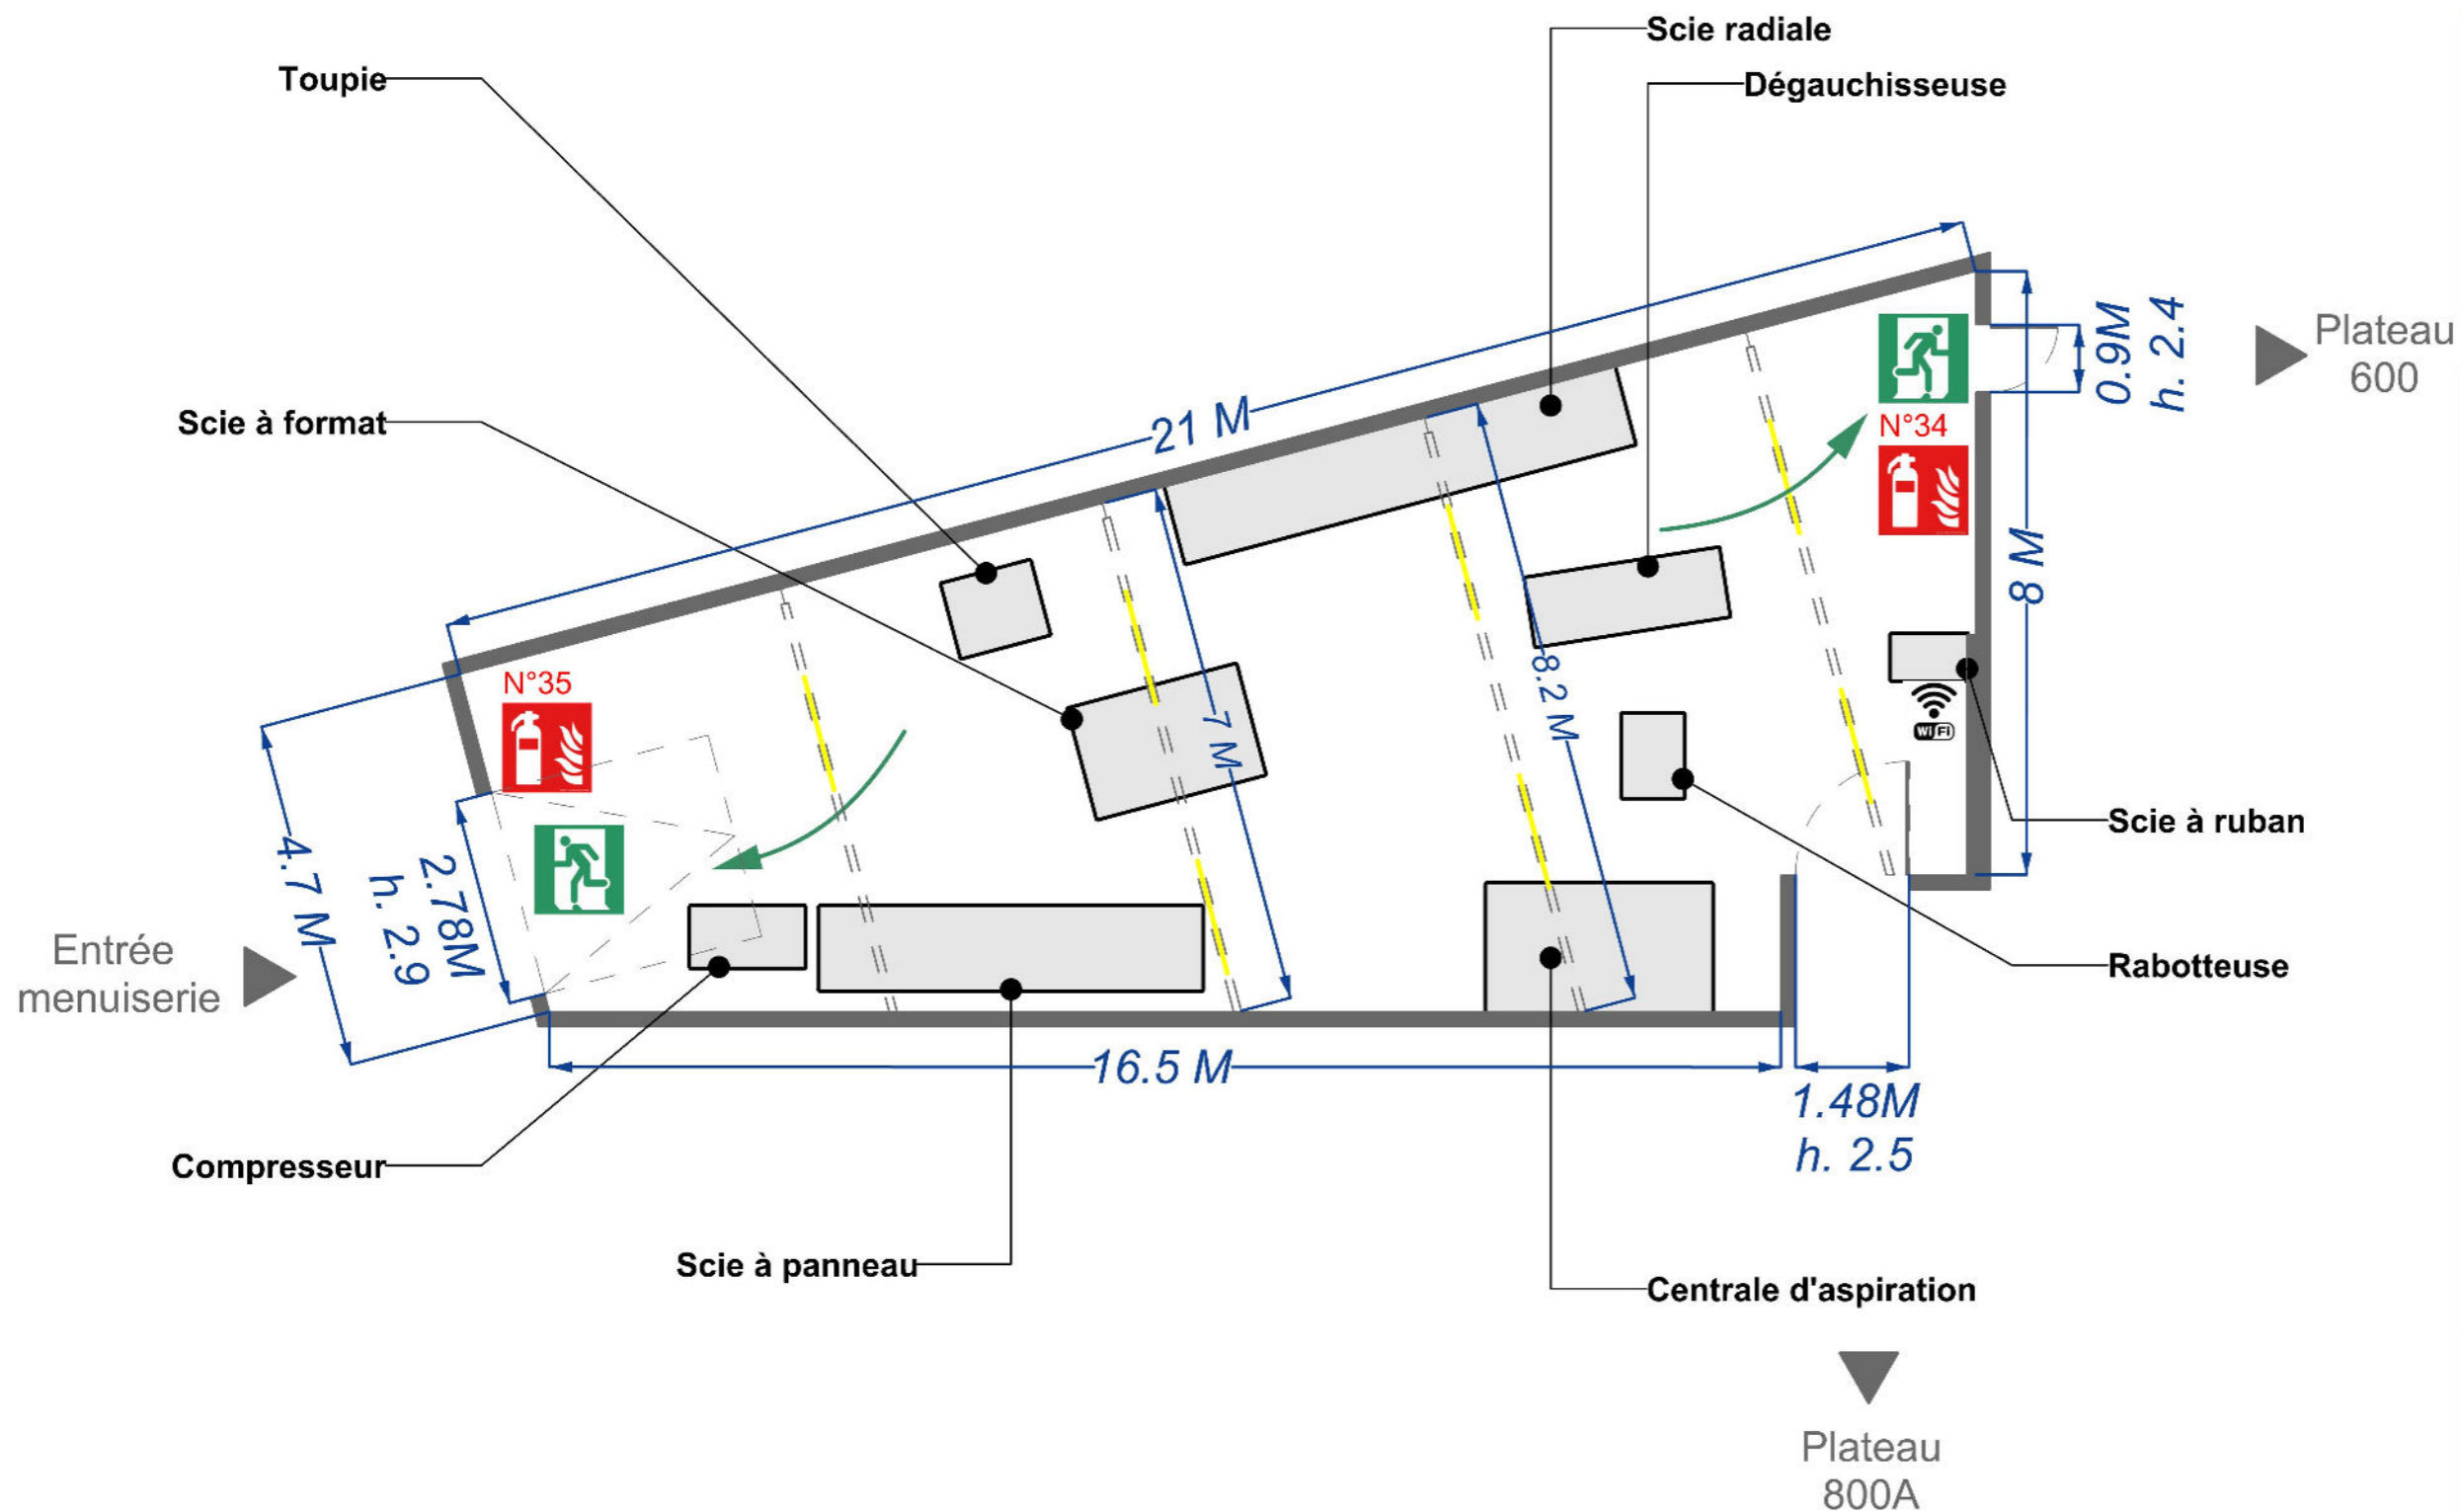 Scie radiale
Toupie
Dégauchisseuse
0.9M
h. 2.4
Plateau
600
21 M
Scie à format
N°34
8 M
N°35
8.2 M
7 M
WiFi
Scie à ruban
4.7 M
2.78M
h. 2.9
Entrée
menuiserie
Rabotteuse
16.5 M
1.48M
h. 2.5
Compresseur
Scie à panneau
Centrale d'aspiration
Plateau
800A